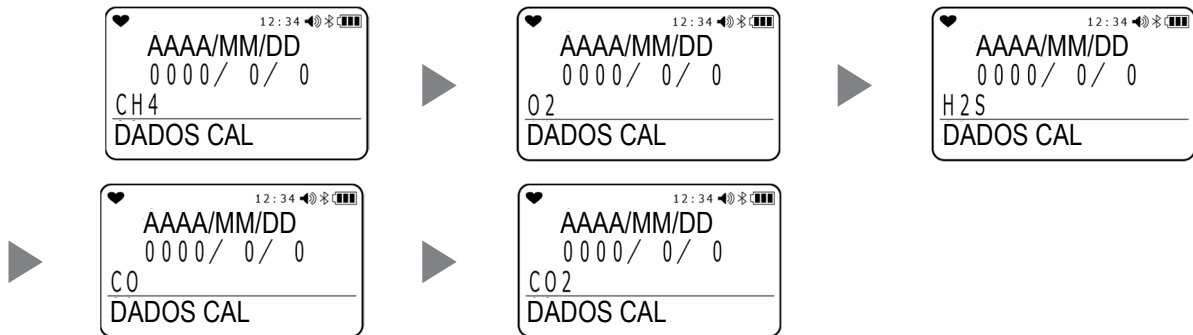 12:34
AAAA/MM/DD
0000/ 0/ 0
CH4
DADOS CAL
12:34
AAAA/MM/DD
0000/ 0/ 0
O2
DADOS CAL
12:34
AAAA/MM/DD
0000/ 0/ 0
H2S
DADOS CAL
12:34
AAAA/MM/DD
0000/ 0/ 0
CO
DADOS CAL
12:34
AAAA/MM/DD
0000/ 0/ 0
CO2
DADOS CAL